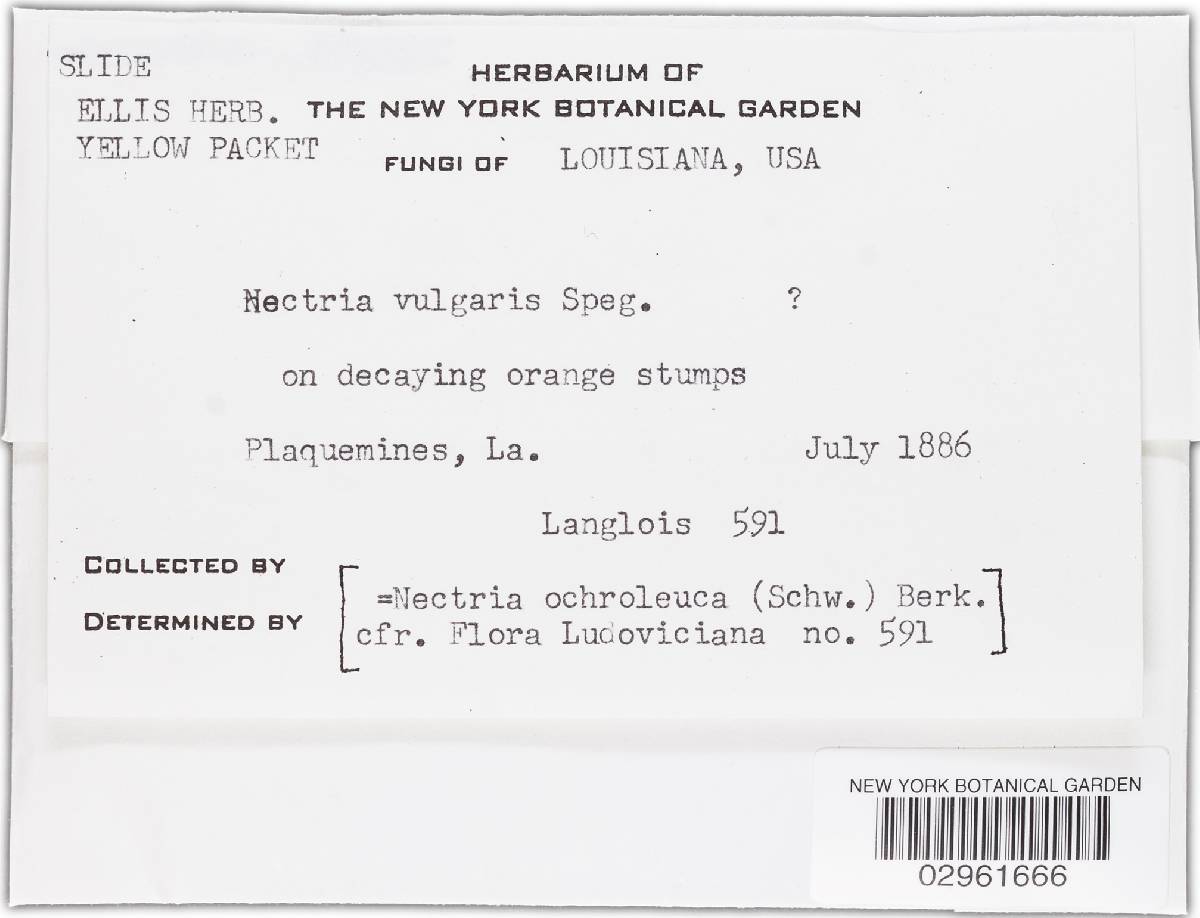 SLIDE
HERBARIUM OF
ELLIS HERB. THE NEW YORK BOTANICAL GARDEN
YELLOW PACKET
FUNGI OF LOUISIANA, USA
Nectria vulgaris Speg. ?
on decaying orange stumps
Plaquemines, La. July 1886
Langlois 591
COLLECTED BY
DETERMINED BY
[=Nectria ochroleuca (Schw.) Berk.
cfr. Flora Ludoviciana no. 591]
NEW YORK BOTANICAL GARDEN
02961666